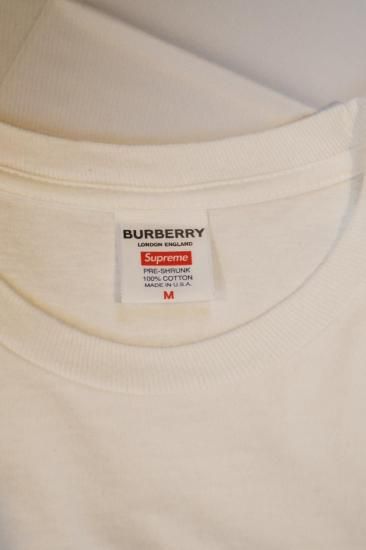 BURBERRY
LONDON ENGLAND
Supreme
PRE-SHRUNK
100% COTTON
MADE IN U.S.A.
M